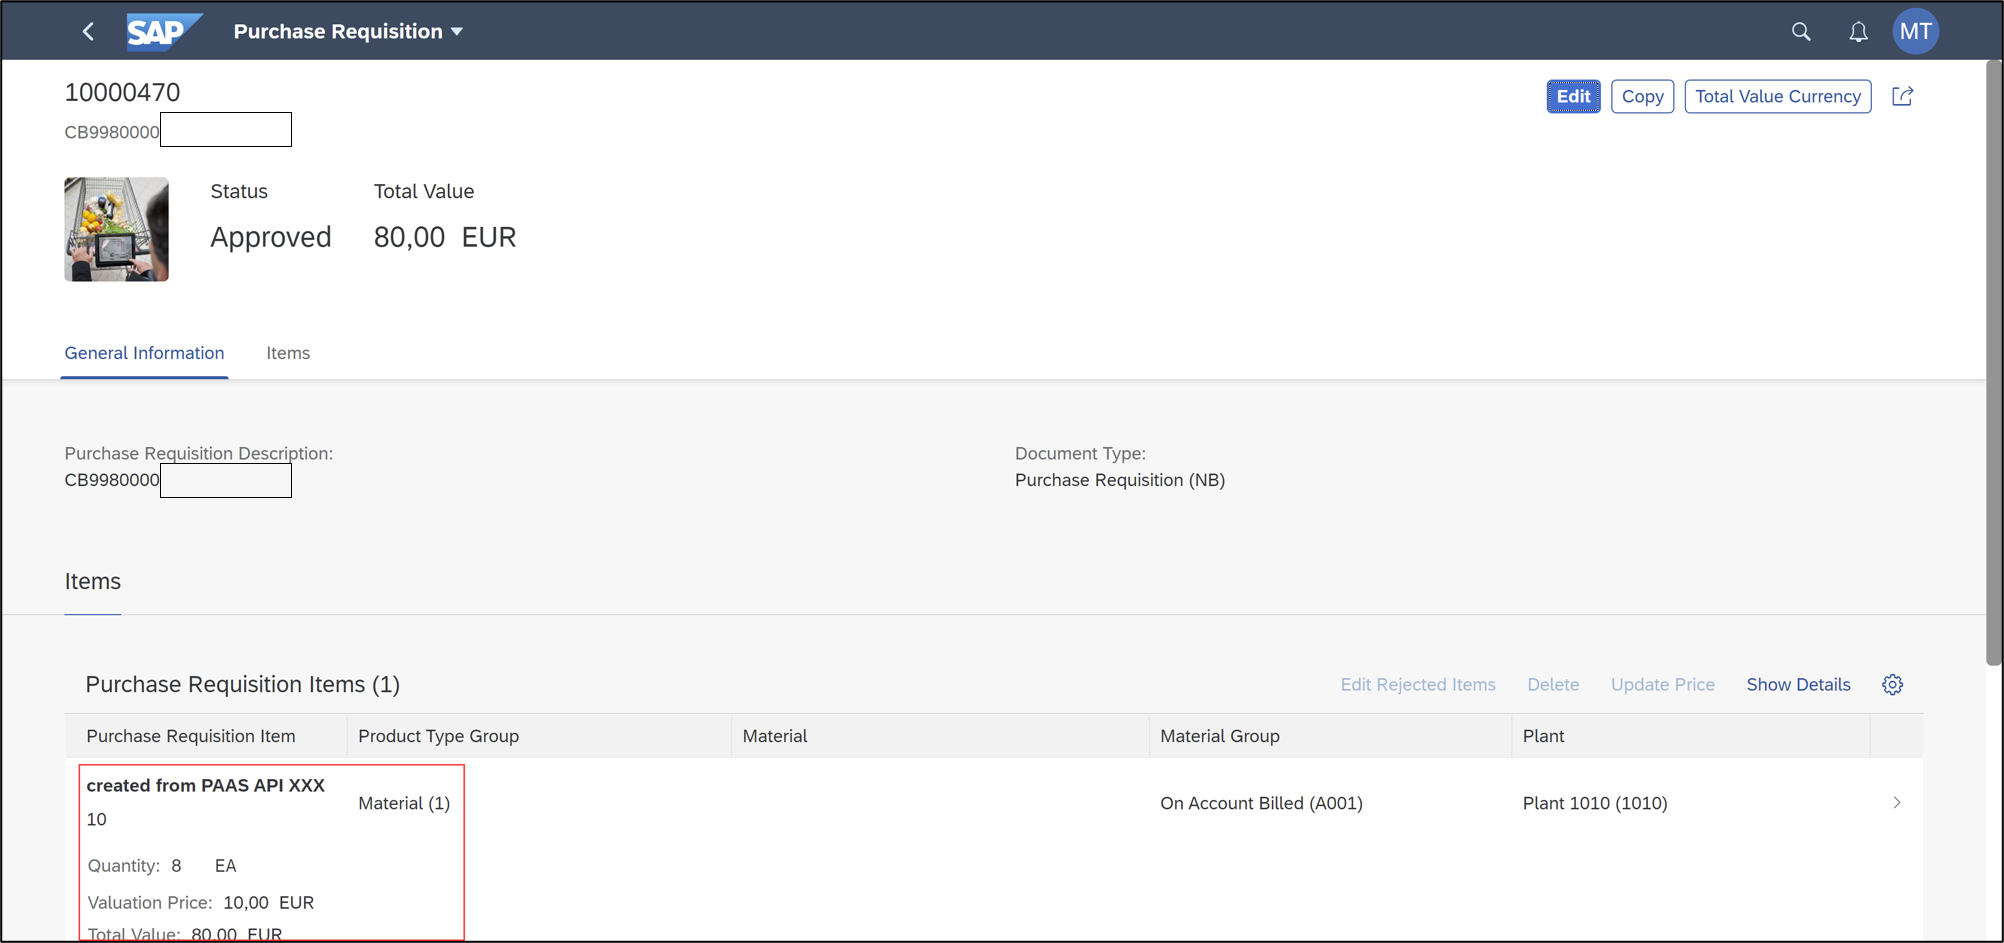 SAP Purchase Requisition MT
10000470 Edit Copy Total Value Currency
CB9980000
Status Total Value
Approved 80,00 EUR
General Information Items
Purchase Requisition Description: Document Type:
CB9980000 Purchase Requisition (NB)
Items
Purchase Requisition Items (1) Edit Rejected Items Delete Update Price Show Details
Purchase Requisition Item Product Type Group Material Material Group Plant
created from PAAS API XXX
Material (1) On Account Billed (A001) Plant 1010 (1010)
10
Quantity: 8 EA
Valuation Price: 10,00 EUR
Total Value: 80,00 EUR